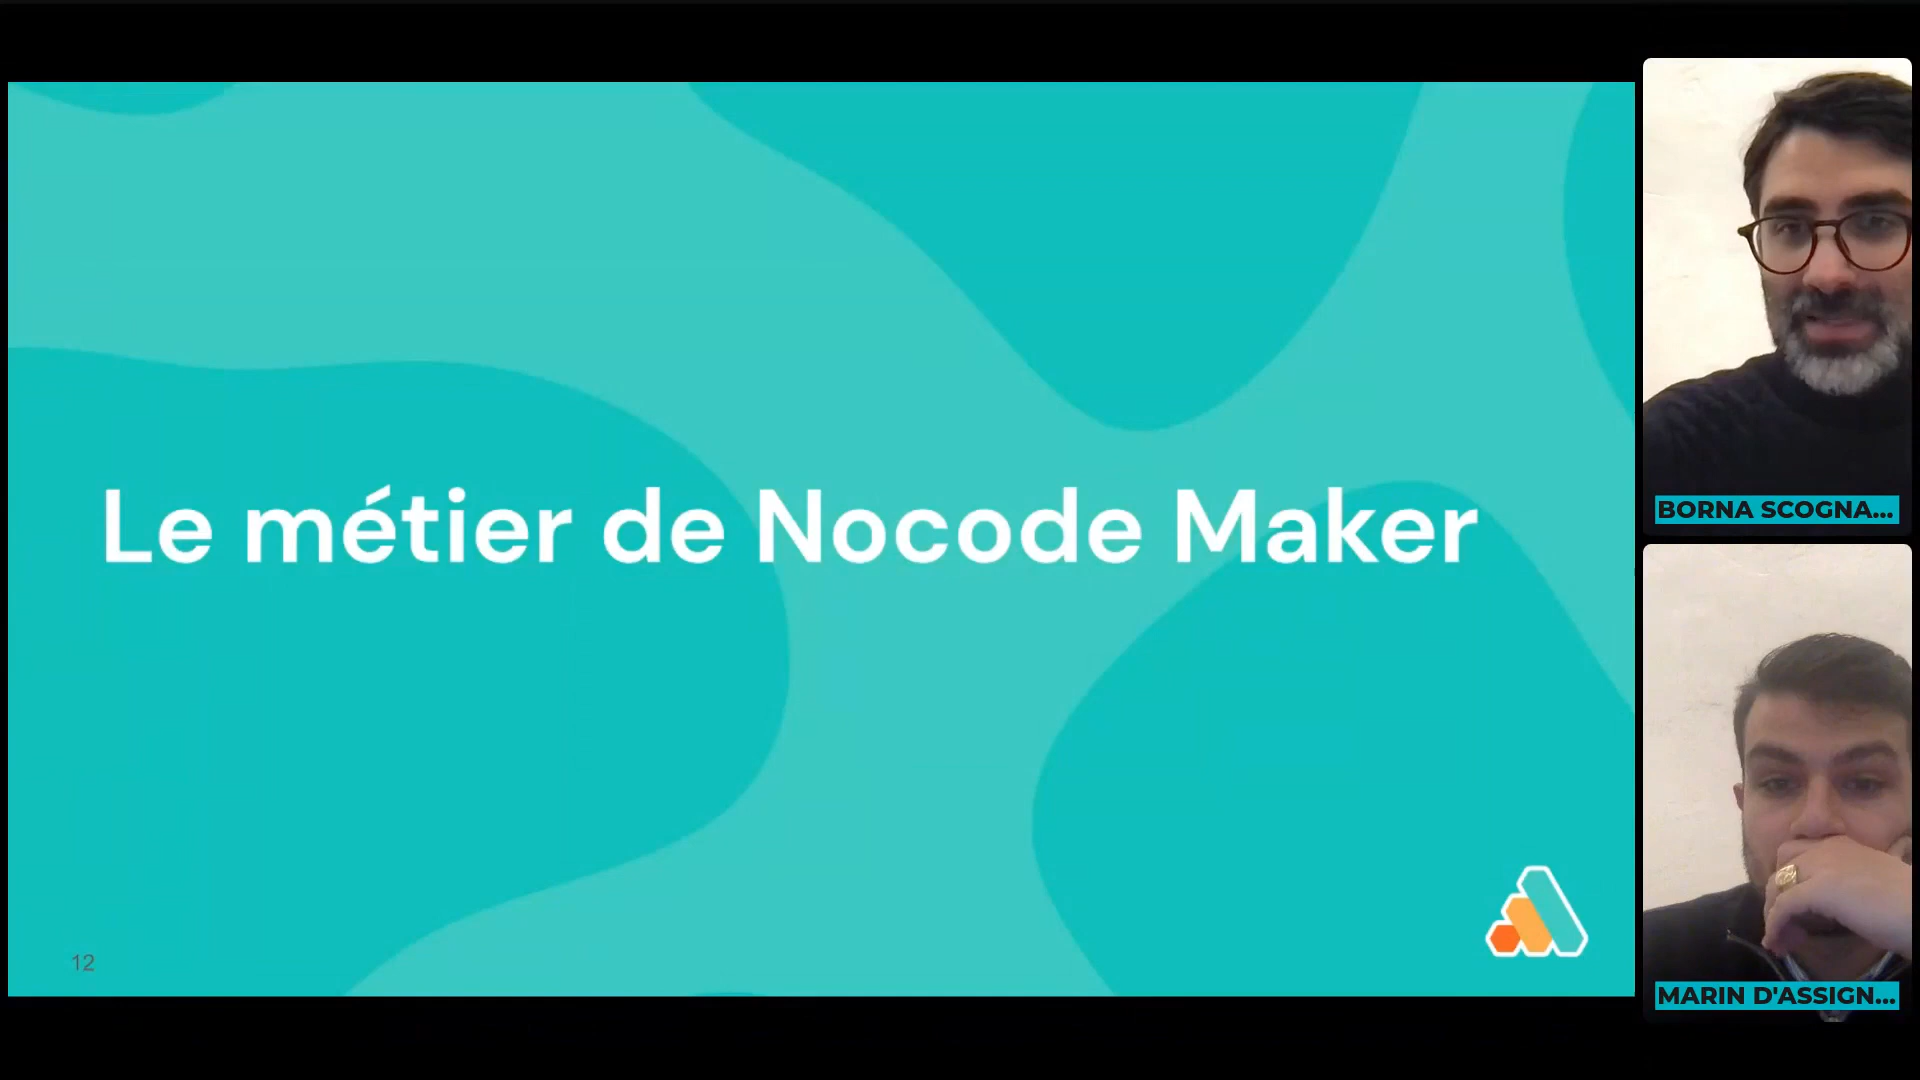 Le métier de Nocode Maker
12
BORNA SCOGNA...
MARIN D'ASSIGN...